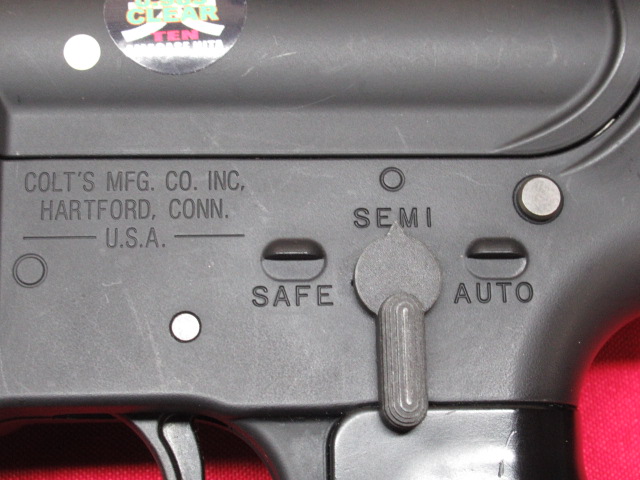 CLEAR
TEN
COLT'S MFG. CO. INC,
HARTFORD, CONN.
U.S.A.
SEMI
SAFE
AUTO